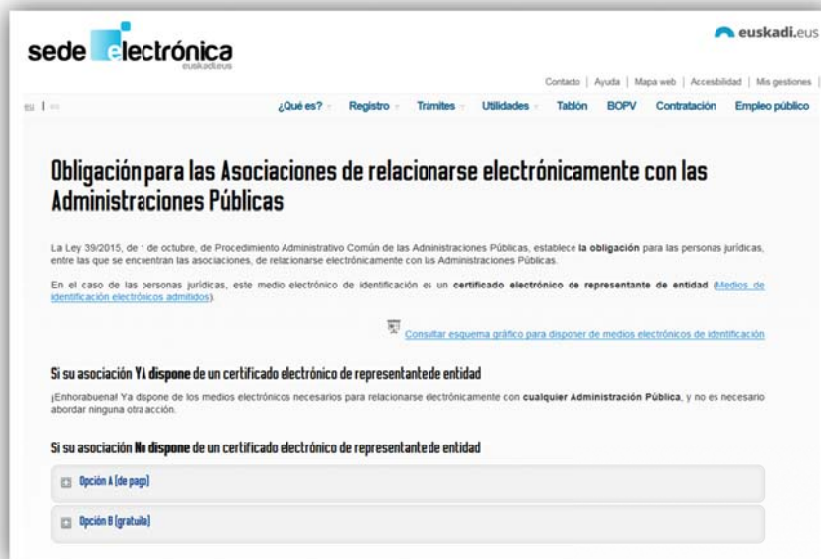 sede electrónica
euskadi.eus
euskadi.eus
Contacto | Ayuda | Mapa web | Accesibilidad | Mis gestiones |
eu | es
¿Qué es? Registro Trámites Utilidades Tablón BOPV Contratación Empleo público
Obligación para las Asociaciones de relacionarse electrónicamente con las
Administraciones Públicas
La Ley 39/2015, de 1 de octubre, de Procedimiento Administrativo Común de las Administraciones Públicas, establece la obligación para las personas jurídicas,
entre las que se encuentran las asociaciones, de relacionarse electrónicamente con las Administraciones Públicas.
En el caso de las personas jurídicas, este medio electrónico de identificación es un certificado electrónico de representante de entidad (Medios de
identificación electrónicos admitidos).
Consultar esquema gráfico para disponer de medios electrónicos de identificación
Si su asociación YA dispone de un certificado electrónico de representante de entidad
¡Enhorabuena! Ya dispone de los medios electrónicos necesarios para relacionarse electrónicamente con cualquier Administración Pública, y no es necesario
abordar ninguna otra acción.
Si su asociación No dispone de un certificado electrónico de representante de entidad
Opción A (de pago)
Opción B (gratuita)